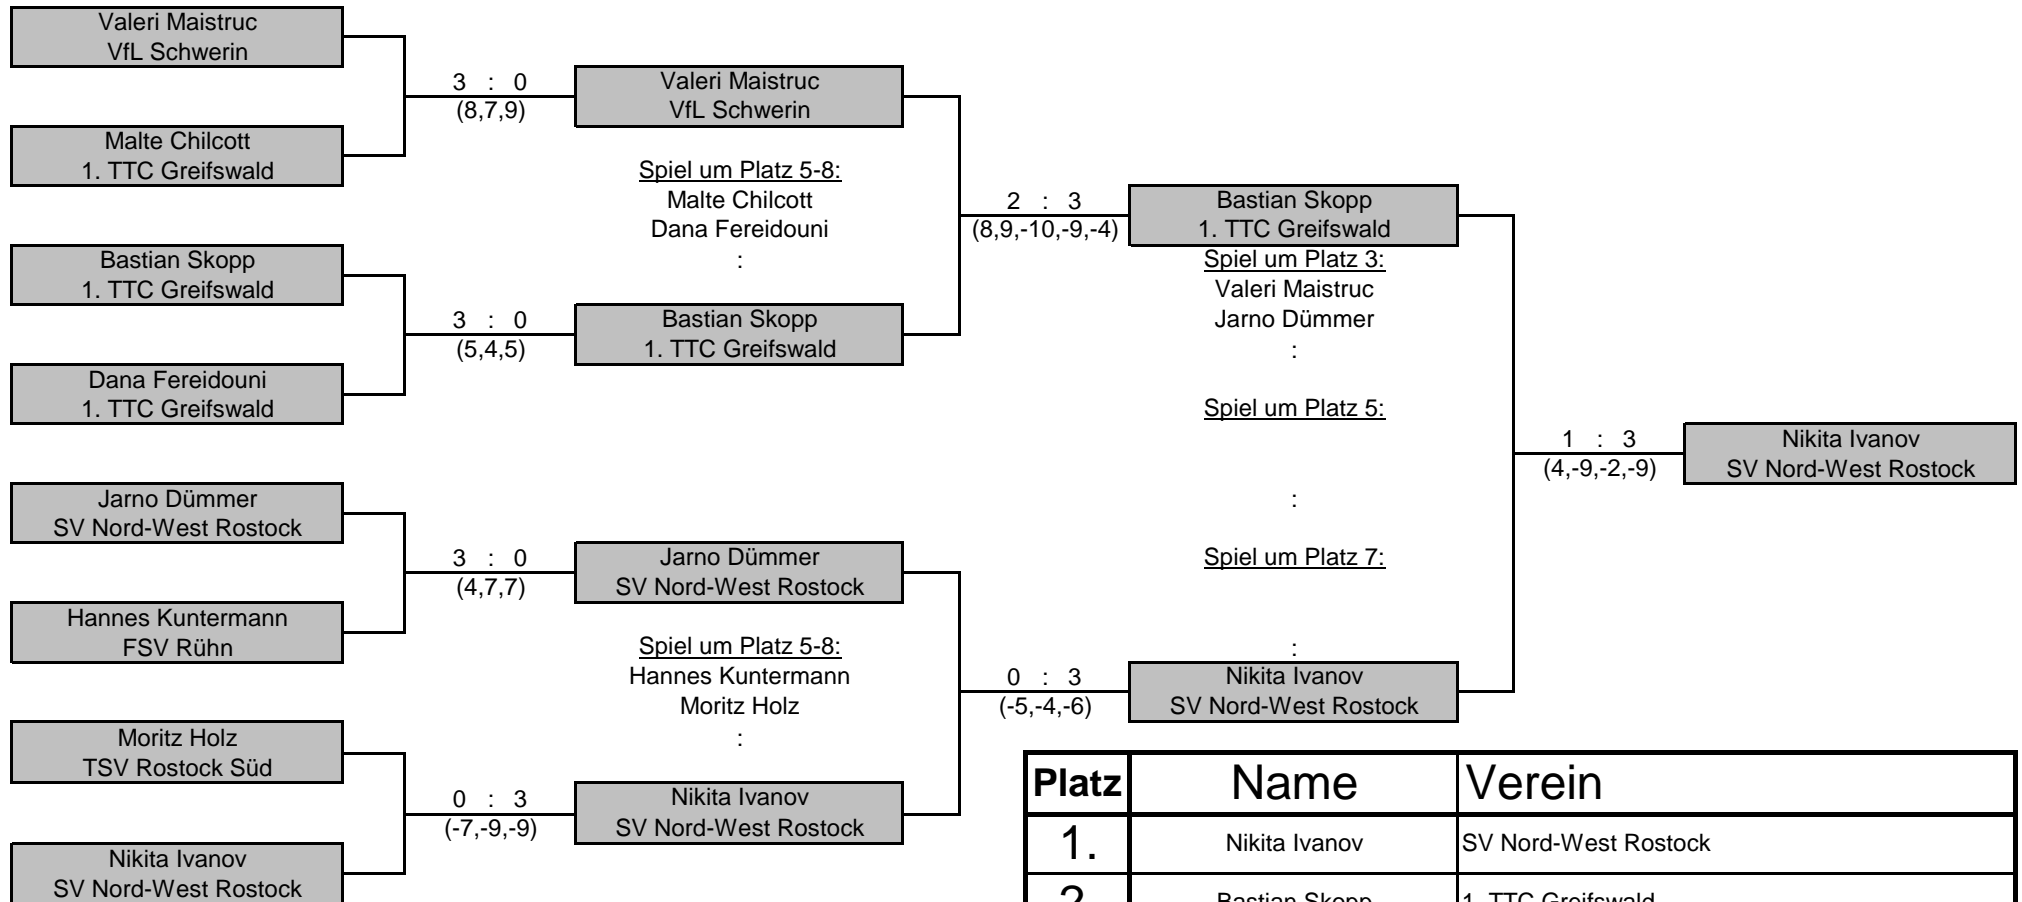 Valeri Maistruc
VfL Schwerin
Malte Chilcott
1. TTC Greifswald
Bastian Skopp
1. TTC Greifswald
Dana Fereidouni
1. TTC Greifswald
Jarno Dümmer
SV Nord-West Rostock
Hannes Kuntermann
FSV Rühn
Moritz Holz
TSV Rostock Süd
Nikita Ivanov
SV Nord-West Rostock
3 : 0
(8,7,9)
3 : 0
(5,4,5)
3 : 0
(4,7,7)
0 : 3
(-7,-9,-9)
Valeri Maistruc
VfL Schwerin
Spiel um Platz 5-8:
Malte Chilcott
Dana Fereidouni
:
Bastian Skopp
1. TTC Greifswald
Jarno Dümmer
SV Nord-West Rostock
Spiel um Platz 5-8:
Hannes Kuntermann
Moritz Holz
:
Nikita Ivanov
SV Nord-West Rostock
2 : 3
(8,9,-10,-9,-4)
0 : 3
(-5,-4,-6)
Bastian Skopp
1. TTC Greifswald
Spiel um Platz 3:
Valeri Maistruc
Jarno Dümmer
:
Spiel um Platz 5:
:
Spiel um Platz 7:
:
Nikita Ivanov
SV Nord-West Rostock
1 : 3
(4,-9,-2,-9)
Nikita Ivanov
SV Nord-West Rostock
Platz Name Verein
1. Nikita Ivanov SV Nord-West Rostock
2. Bastian Skopp 1. TTC Greifswald